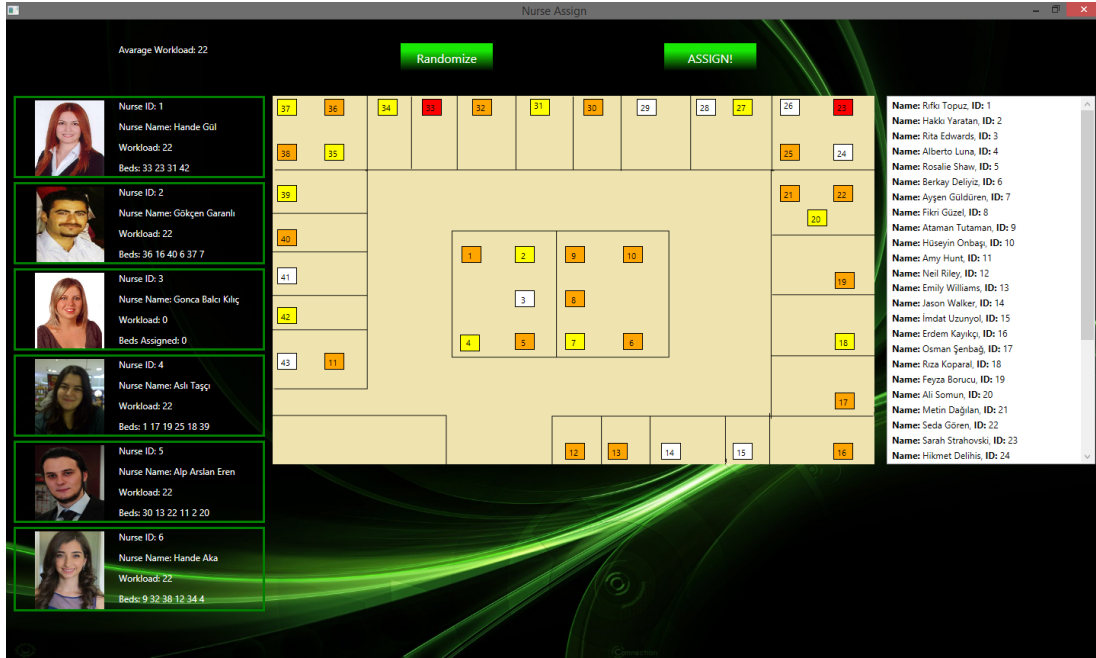 Nurse Assign
Avarage Workload: 22
Randomize
ASSIGN!
Nurse ID: 1
Nurse Name: Hande Gül
Workload: 22
Beds: 33 23 31 42
Nurse ID: 2
Nurse Name: Gökçen Garanlı
Workload: 22
Beds: 36 16 40 6 37 7
Nurse ID: 3
Nurse Name: Gonca Balcı Kılıç
Workload: 0
Beds Assigned: 0
Nurse ID: 4
Nurse Name: Aslı Taşçı
Workload: 22
Beds: 1 17 19 25 18 39
Nurse ID: 5
Nurse Name: Alp Arslan Eren
Workload: 22
Beds: 30 13 22 11 2 20
Nurse ID: 6
Nurse Name: Hande Aka
Workload: 22
Beds: 9 32 38 12 34 4
37 36 34 33 32 31 30 29 28 27 26 23
38 35 25 24
39 21 22
20
40
1 2 9 10
41 19
3 8
42
4 5 7 6 18
43 11
17
12 13 14 15 16
Name: Rıfkı Topuz, ID: 1
Name: Hakkı Yaratan, ID: 2
Name: Rita Edwards, ID: 3
Name: Alberto Luna, ID: 4
Name: Rosalie Shaw, ID: 5
Name: Berkay Deliyiz, ID: 6
Name: Ayşen Güldüren, ID: 7
Name: Fikri Güzel, ID: 8
Name: Ataman Tutaman, ID: 9
Name: Hüseyin Onbaşı, ID: 10
Name: Amy Hunt, ID: 11
Name: Neil Riley, ID: 12
Name: Emily Williams, ID: 13
Name: Jason Walker, ID: 14
Name: İmdat Uzunyol, ID: 15
Name: Erdem Kayıkçı, ID: 16
Name: Osman Şenbağ, ID: 17
Name: Rıza Koparal, ID: 18
Name: Feyza Borucu, ID: 19
Name: Ali Somun, ID: 20
Name: Metin Dağılan, ID: 21
Name: Seda Gören, ID: 22
Name: Sarah Strahovski, ID: 23
Name: Hikmet Delihis, ID: 24
Connection